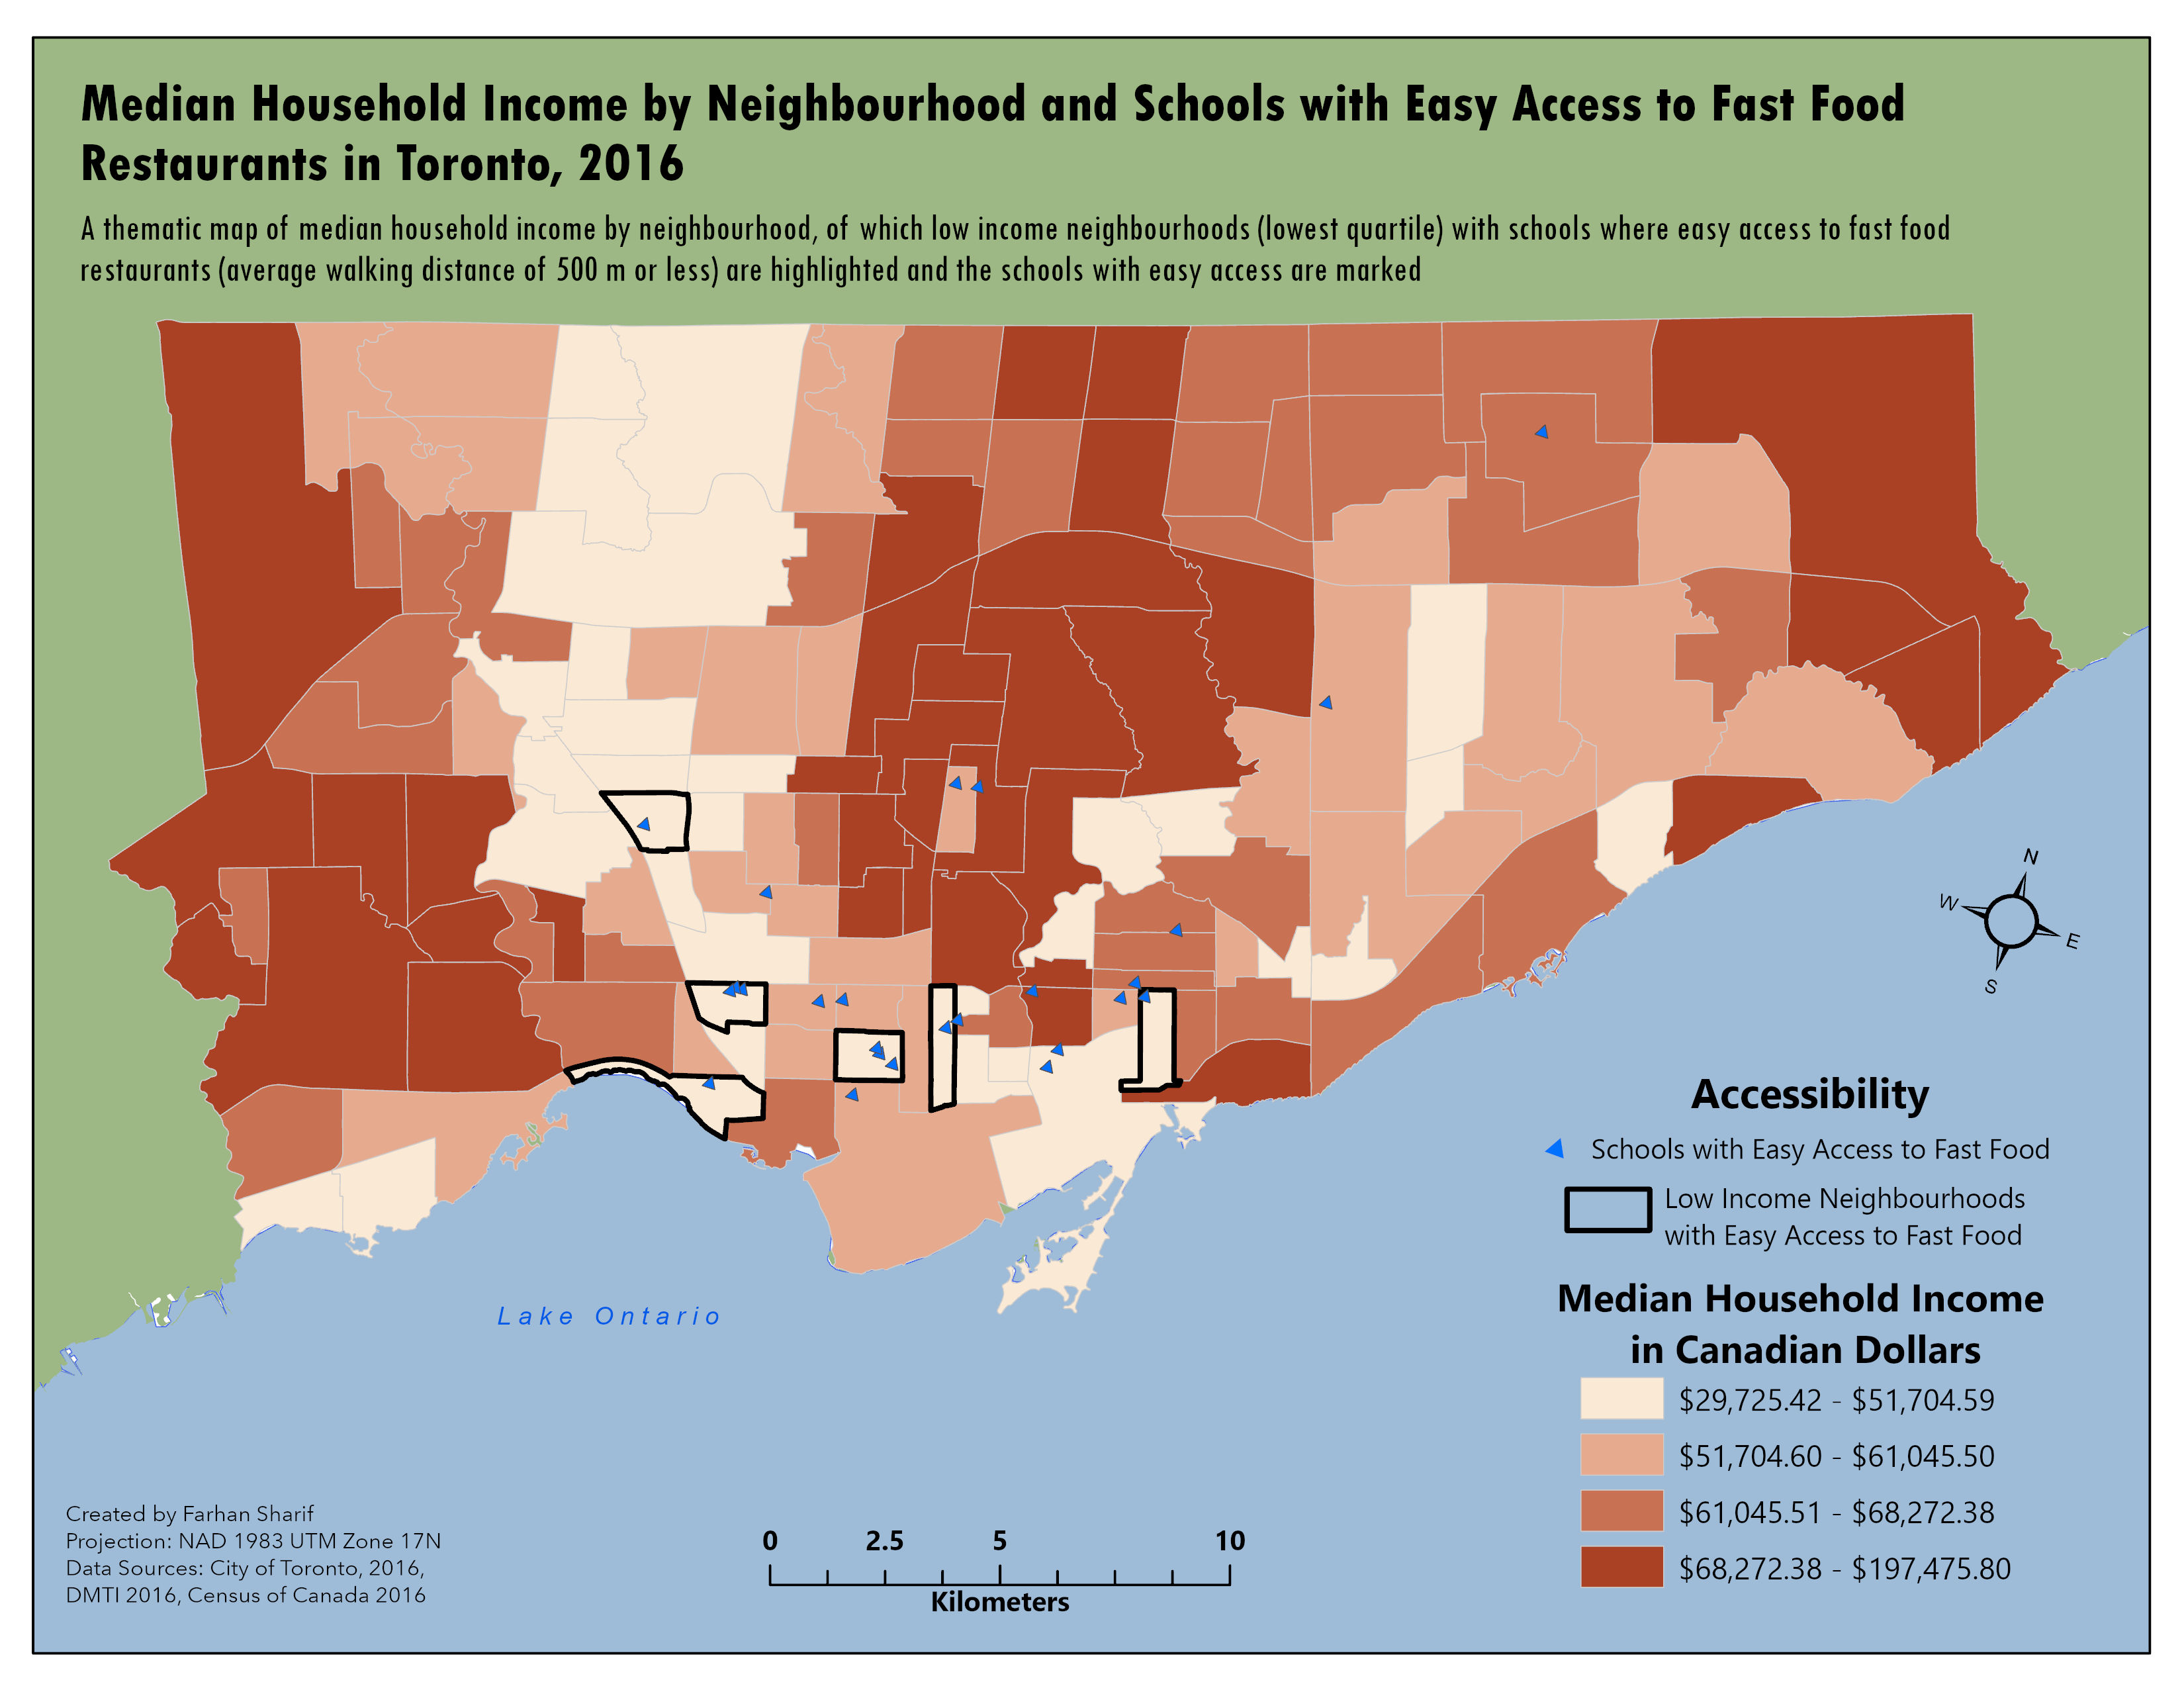 Median Household Income by Neighbourhood and Schools with Easy Access to Fast Food
Restaurants in Toronto, 2016
A thematic map of median household income by neighbourhood, of which low income neighbourhoods (lowest quartile) with schools where easy access to fast food
restaurants (average walking distance of 500 m or less) are highlighted and the schools with easy access are marked
N
W
E
S
Accessibility
Schools with Easy Access to Fast Food
Low Income Neighbourhoods
with Easy Access to Fast Food
Median Household Income
in Canadian Dollars
$29,725.42 - $51,704.59
$51,704.60 - $61,045.50
$61,045.51 - $68,272.38
$68,272.38 - $197,475.80
Lake Ontario
Created by Farhan Sharif
Projection: NAD 1983 UTM Zone 17N
Data Sources: City of Toronto, 2016,
DMTI 2016, Census of Canada 2016
0 2.5 5 10
Kilometers